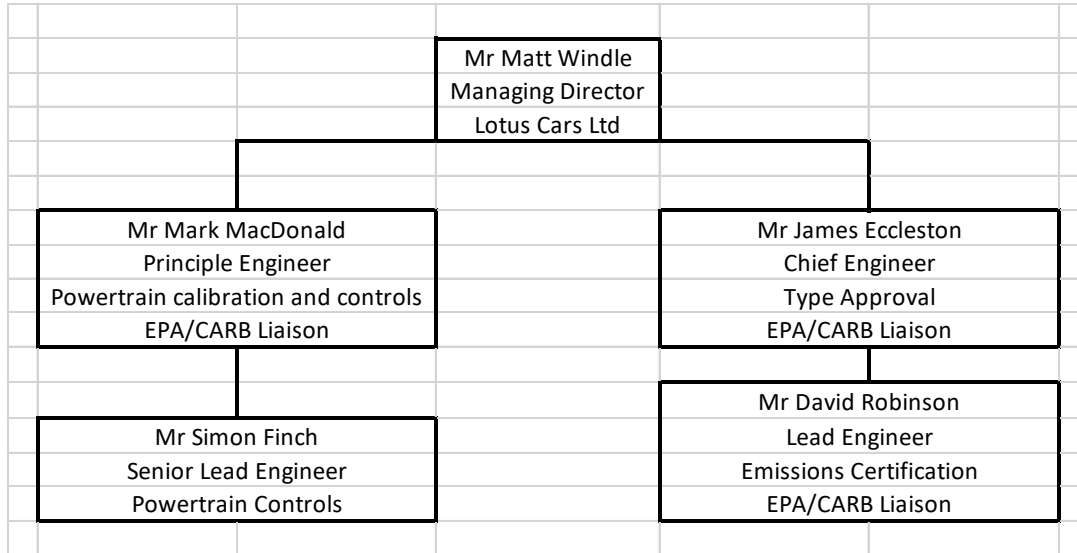 Mr Matt Windle
Managing Director
Lotus Cars Ltd
Mr Mark MacDonald
Principle Engineer
Powertrain calibration and controls
EPA/CARB Liaison
Mr James Eccleston
Chief Engineer
Type Approval
EPA/CARB Liaison
Mr Simon Finch
Senior Lead Engineer
Powertrain Controls
Mr David Robinson
Lead Engineer
Emissions Certification
EPA/CARB Liaison